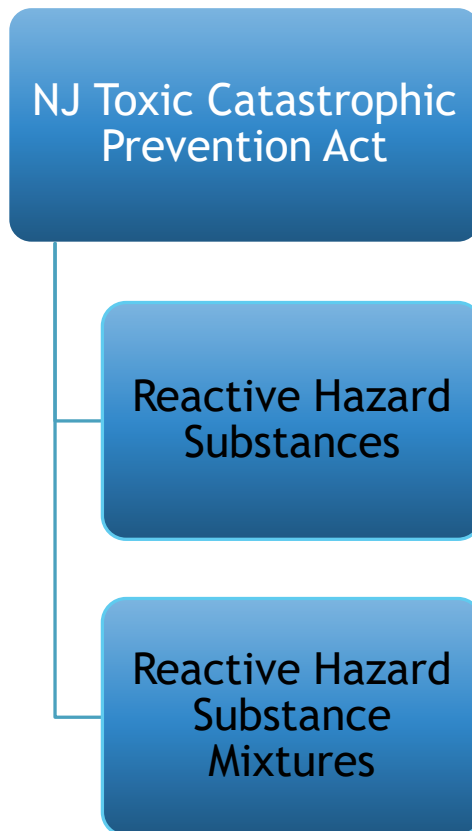 NJ Toxic Catastrophic
Prevention Act
Reactive Hazard
Substances
Reactive Hazard
Substance
Mixtures